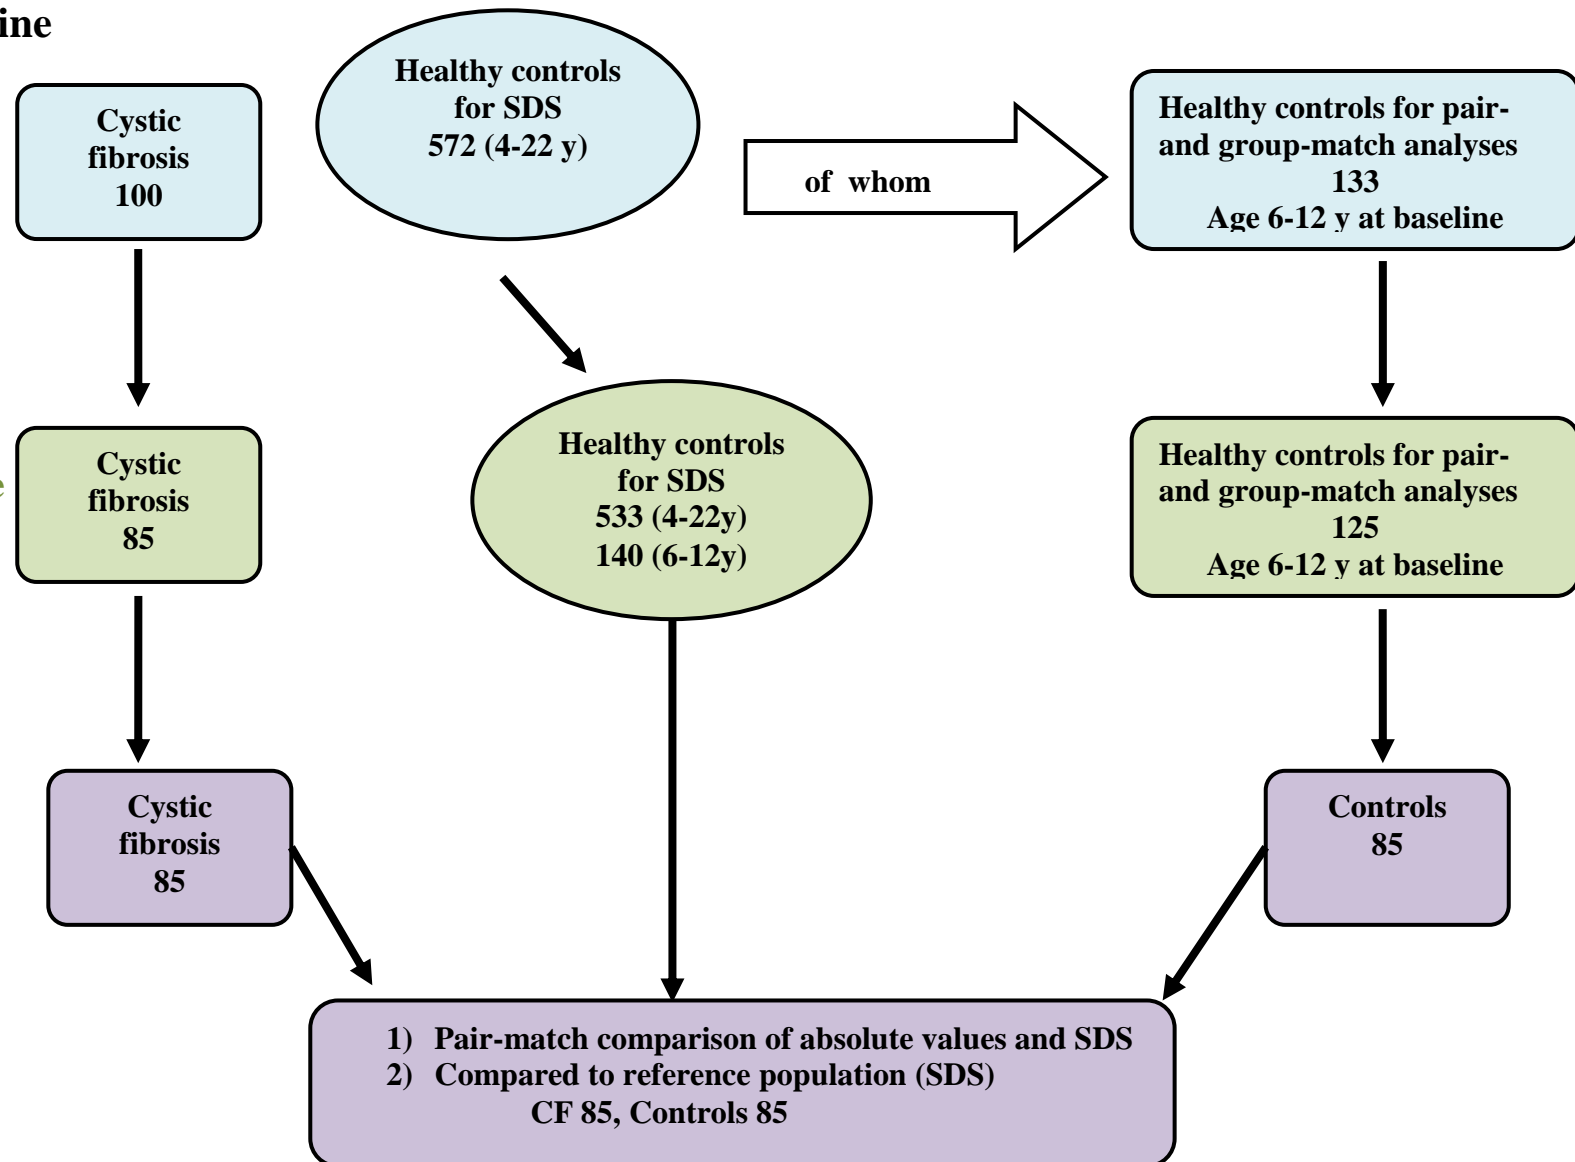 ine
Healthy controls
for SDS
572 (4-22 y)
Cystic
fibrosis
100
of whom
Healthy controls for pair-
and group-match analyses
133
Age 6-12 y at baseline
Cystic
fibrosis
85
e
Healthy controls
for SDS
533 (4-22y)
140 (6-12y)
Healthy controls for pair-
and group-match analyses
125
Age 6-12 y at baseline
Cystic
fibrosis
85
Controls
85
1) Pair-match comparison of absolute values and SDS
2) Compared to reference population (SDS)
CF 85, Controls 85